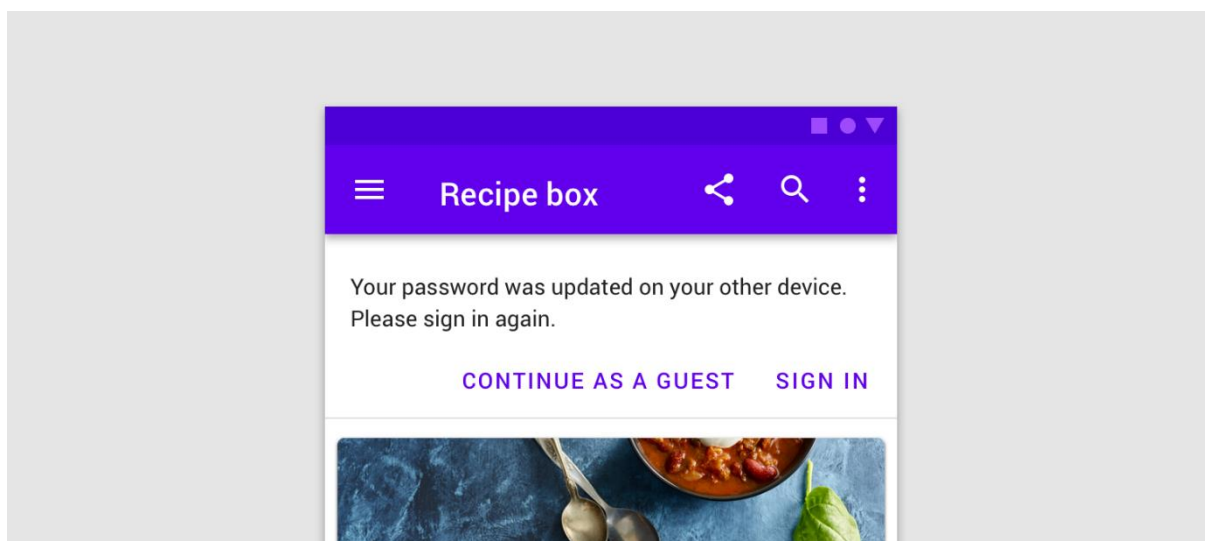 Recipe box
Your password was updated on your other device.
Please sign in again.
CONTINUE AS A GUEST SIGN IN